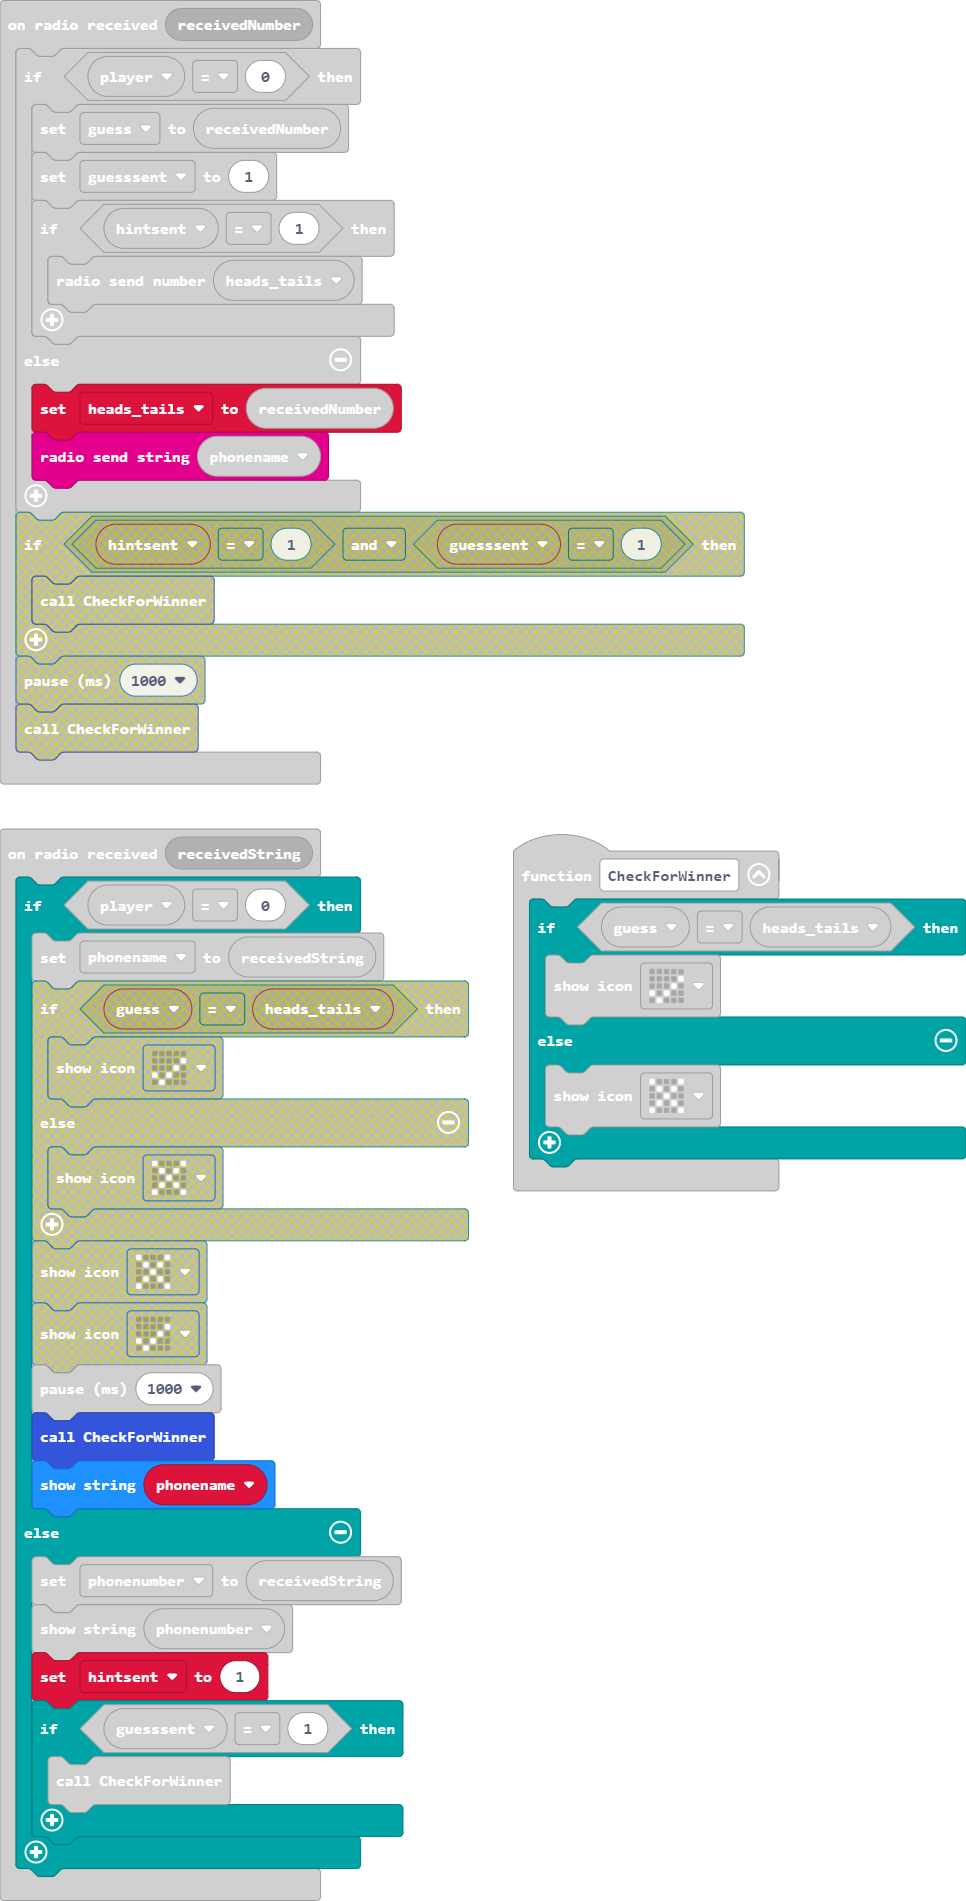 on radio received receivedNumber
if player = 0 then
set guess to receivedNumber
set guesssent to 1
if hintsent = 1 then
radio send number heads_tails
else
set heads_tails to receivedNumber
radio send string phonename
if hintsent = 1 and guesssent = 1 then
call CheckForWinner
pause (ms) 1000
call CheckForWinner
on radio received receivedString
if player = 0 then
set phonename to receivedString
if guess = heads_tails then
show icon
else
show icon
show icon
show icon
pause (ms) 1000
call CheckForWinner
show string phonename
else
set phonenumber to receivedString
show string phonenumber
set hintsent to 1
if guesssent = 1 then
call CheckForWinner
function CheckForWinner
if guess = heads_tails then
show icon
else
show icon